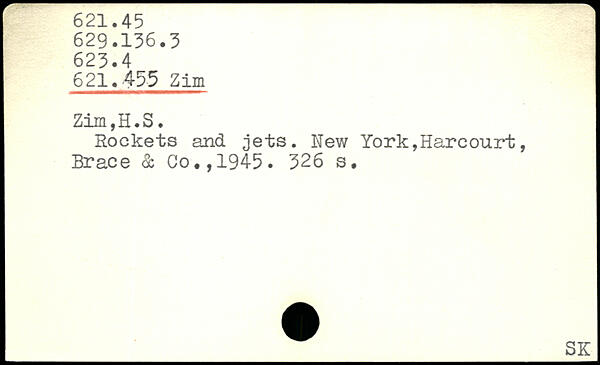 621.45
629.136.3
623.4
621.455 Zim
Zim,H.S.
Rockets and jets. New York,Harcourt,
Brace & Co.,1945. 326 s.
SK